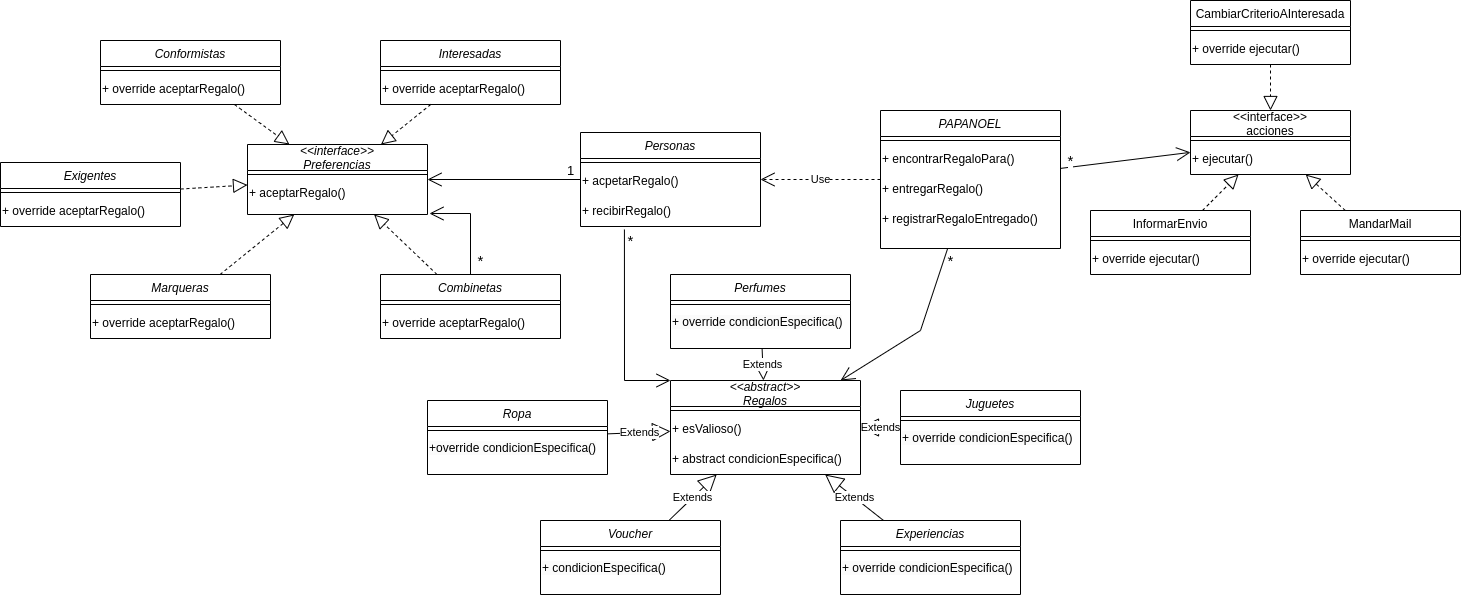 CambiarCriterioAInteresada
+ override ejecutar()
Conformistas
+ override aceptarRegalo()
Interesadas
+ override aceptarRegalo()
<<interface>>
Preferencias
+ aceptarRegalo()
Exigentes
+ override aceptarRegalo()
Marqueras
+ override aceptarRegalo()
Combinetas
+ override aceptarRegalo()
*
1
Personas
+ acpetarRegalo()
+ recibirRegalo()
*
Use
PAPANOEL
+ encontrarRegaloPara()
+ entregarRegalo()
+ registrarRegaloEntregado()
*
*
<<interface>>
acciones
+ ejecutar()
InformarEnvio
+ override ejecutar()
MandarMail
+ override ejecutar()
Perfumes
+ override condicionEspecifica()
Extends
<<abstract>>
Regalos
+ esValioso()
+ abstract condicionEspecifica()
Ropa
+override condicionEspecifica()
Extends
Juguetes
+ override condicionEspecifica()
Extends
Extends
Extends
Voucher
+ condicionEspecifica()
Experiencias
+ override condicionEspecifica()